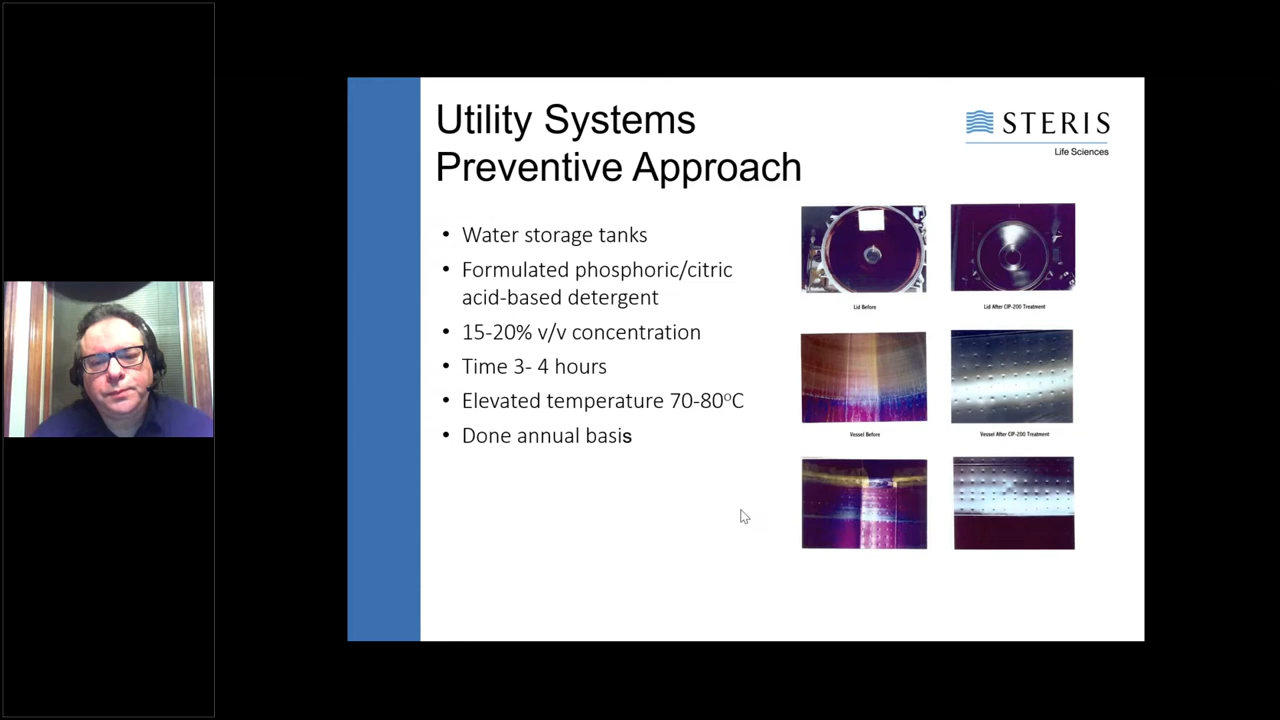 Utility Systems
Preventive Approach
STERIS
Life Sciences
• Water storage tanks
• Formulated phosphoric/citric
acid-based detergent
• 15-20% v/v concentration
• Time 3- 4 hours
• Elevated temperature 70-80ºC
• Done annual basis
Lid Before
Lid After CIP-200 Treatment
Vessel Before
Vessel After CIP-200 Treatment